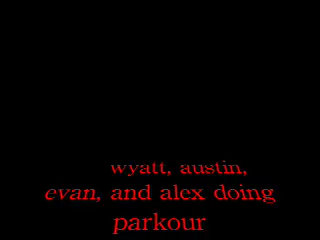 wyatt, austin,
evan, and alex doing
parkour